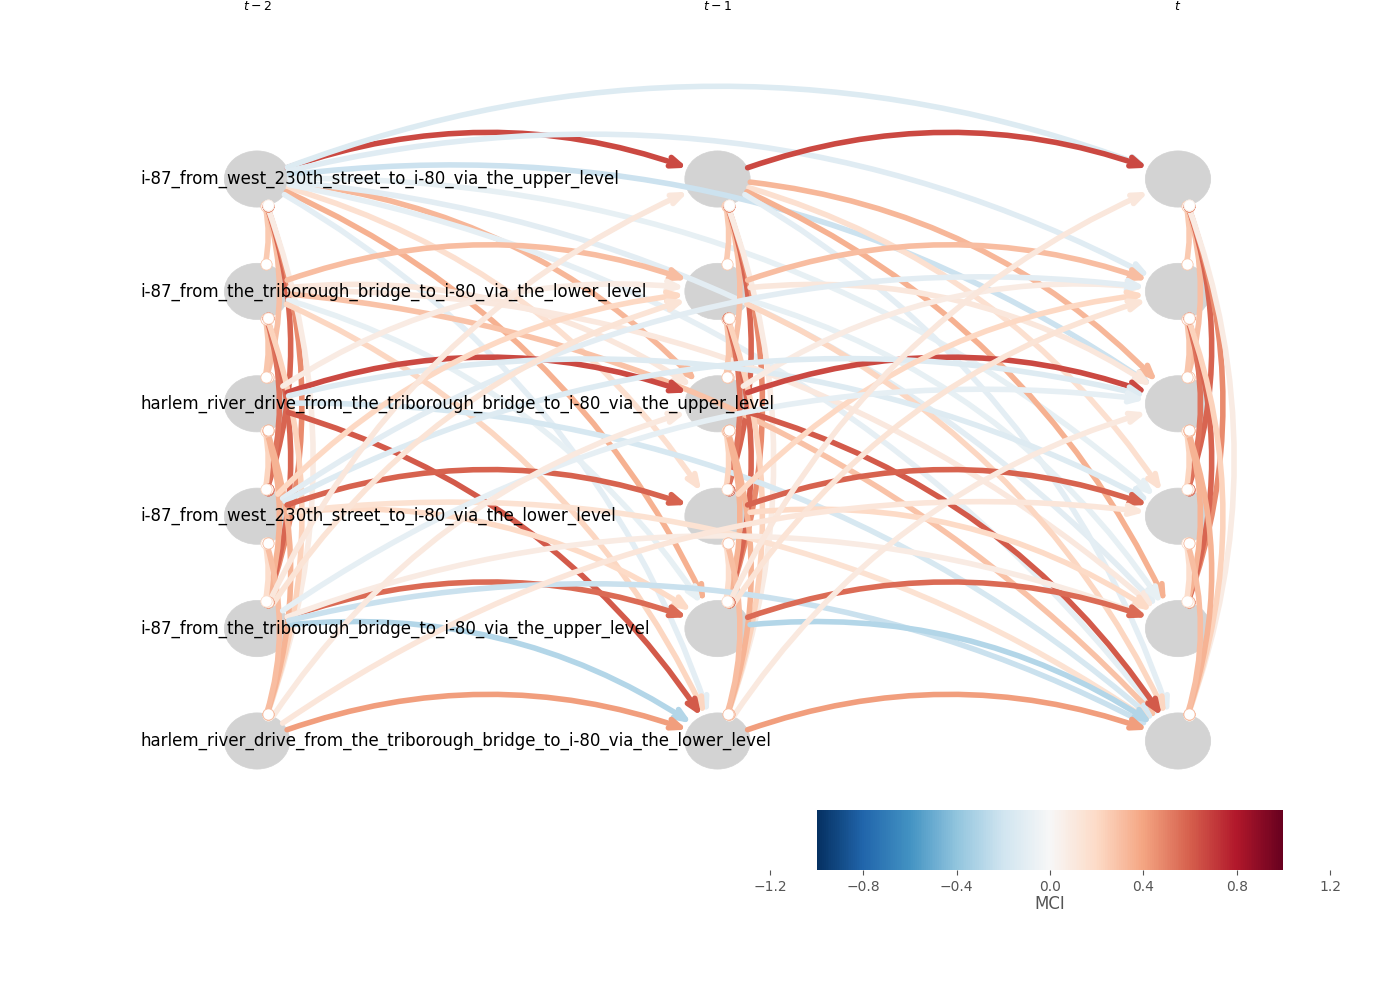 t − 2
t − 1
t
i-87_from_west_230th_street_to_i-80_via_the_upper_level
i-87_from_the_triborough_bridge_to_i-80_via_the_lower_level
harlem_river_drive_from_the_triborough_bridge_to_i-80_via_the_upper_level
i-87_from_west_230th_street_to_i-80_via_the_lower_level
i-87_from_the_triborough_bridge_to_i-80_via_the_upper_level
harlem_river_drive_from_the_triborough_bridge_to_i-80_via_the_lower_level
−1.2 −0.8 −0.4 0.0 0.4 0.8 1.2
MCI